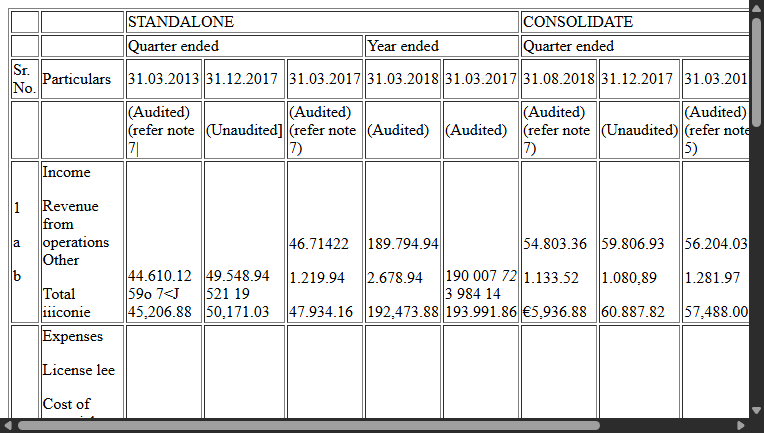 STANDALONE CONSOLIDATE
Quarter ended Year ended Quarter ended
Sr. No. Particulars 31.03.2013 31.12.2017 31.03.2017 31.03.2018 31.03.2017 31.08.2018 31.12.2017 31.03.201
(Audited) (refer note 7| (Unaudited] (Audited) (refer note 7) (Audited) (Audited) (Audited) (refer note 7) (Unaudited) (Audited) (refer note 5)
Income
1 Revenue
from
a operations 46.71422 189.794.94 54.803.36 59.806.93 56.204.03
Other
b 44.610.12 49.548.94 1.219.94 2.678.94 190 007 72 1.133.52 1.080,89 1.281.97
Total 59o 7<J 521 19 3 984 14
iiiconie 45,206.88 50,171.03 47.934.16 192,473.88 193.991.86 €5,936.88 60.887.82 57,488.00
Expenses
License lee
Cost of